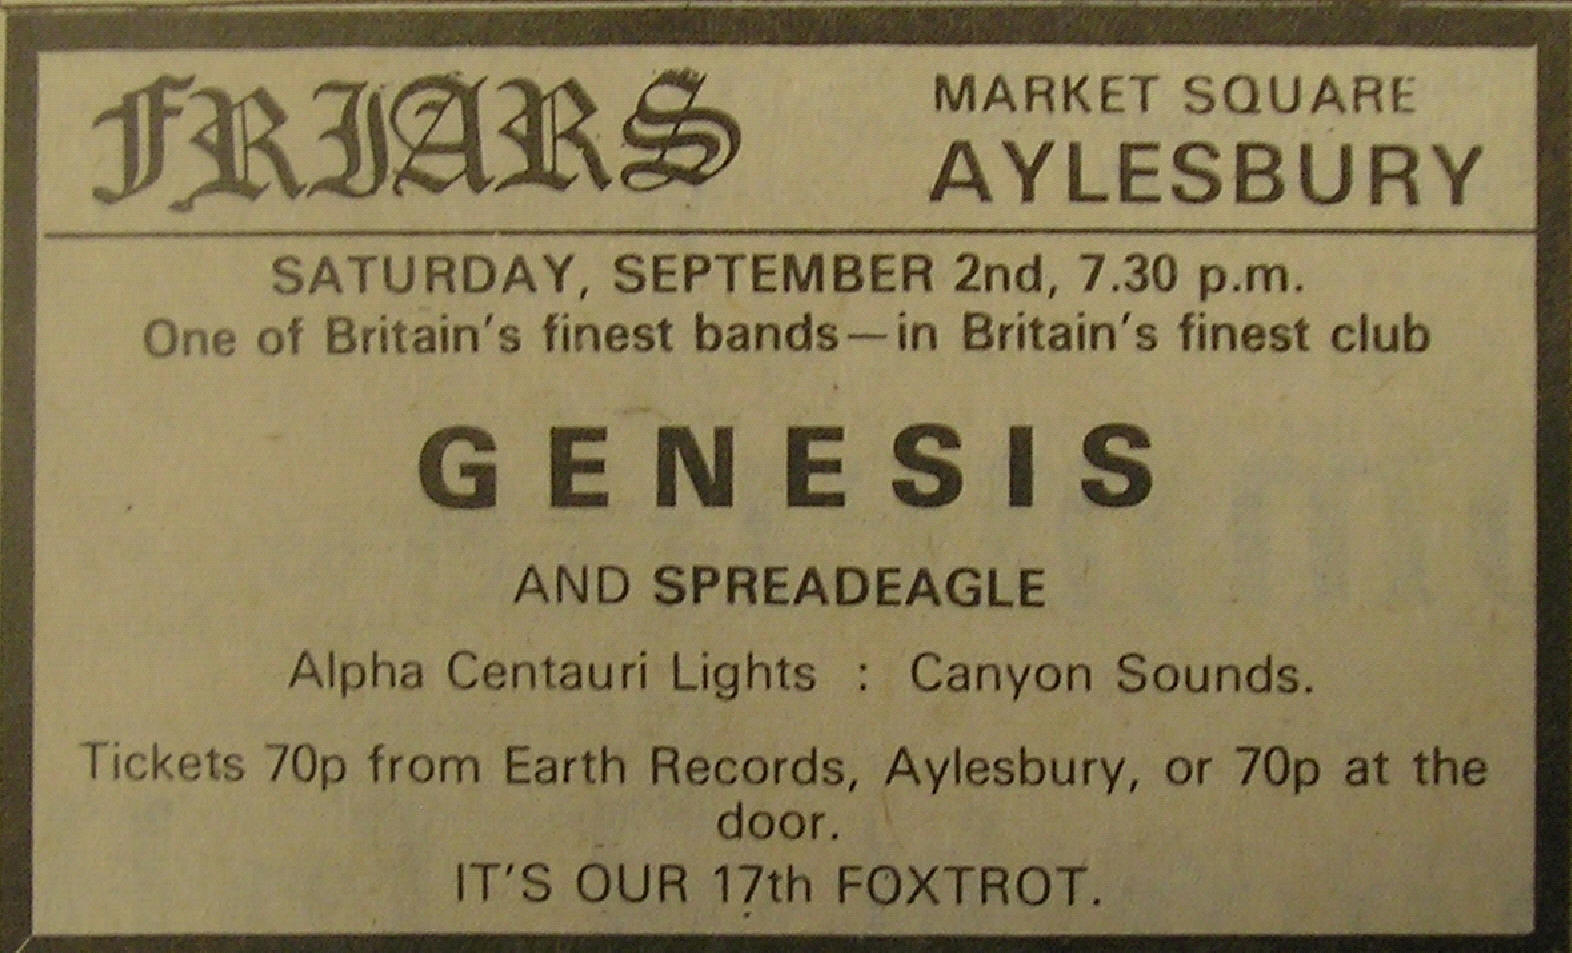 FRIARS
MARKET SQUARE
AYLESBURY
SATURDAY, SEPTEMBER 2nd, 7.30 p.m.
One of Britain's finest bands—in Britain's finest club
GENESIS
AND SPREADEAGLE
Alpha Centauri Lights : Canyon Sounds.
Tickets 70p from Earth Records, Aylesbury, or 70p at the
door.
IT'S OUR 17th FOXTROT.